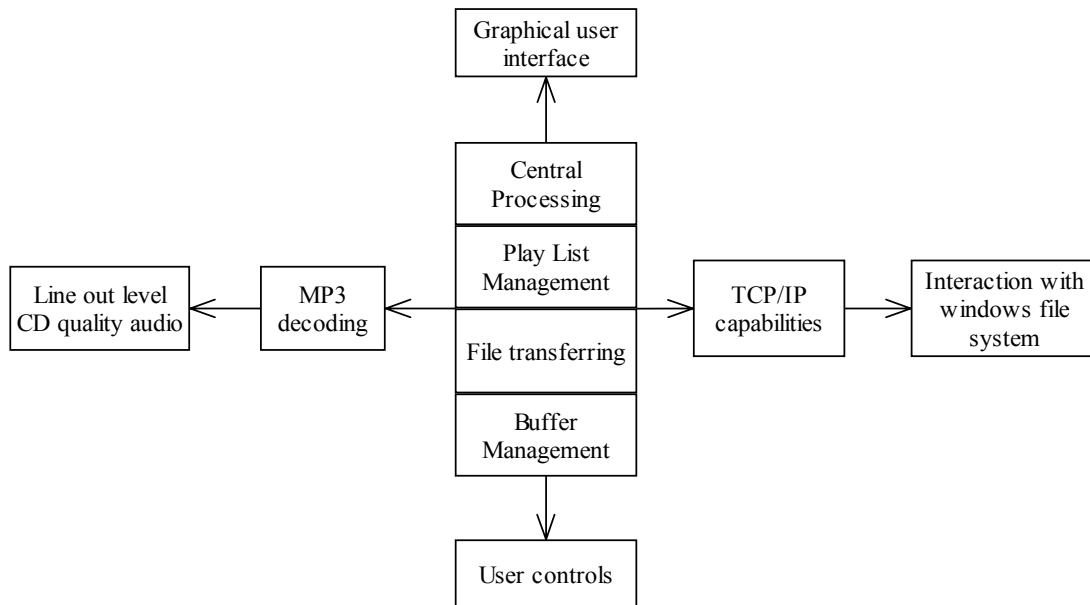 Graphical user
interface
Central
Processing
Play List
Management
Line out level
CD quality audio
MP3
decoding
TCP/IP
capabilities
Interaction with
windows file
system
File transferring
Buffer
Management
User controls